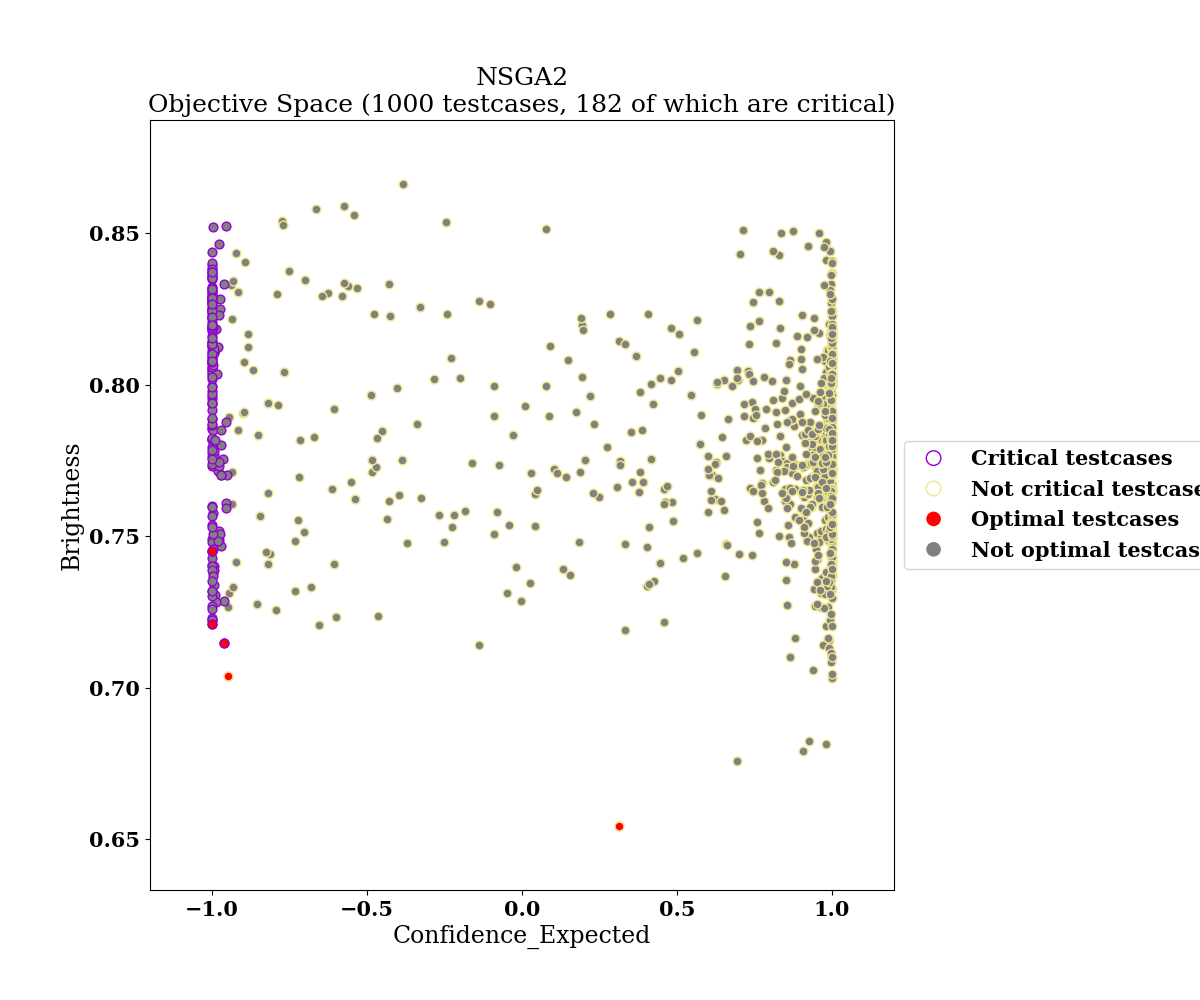 NSGA2
Objective Space (1000 testcases, 182 of which are critical)
0.85
0.80
0.75
0.70
0.65
Brightness
−1.0
−0.5
0.0
0.5
1.0
Confidence_Expected
Critical testcases
Not critical testcase
Optimal testcases
Not optimal testcas